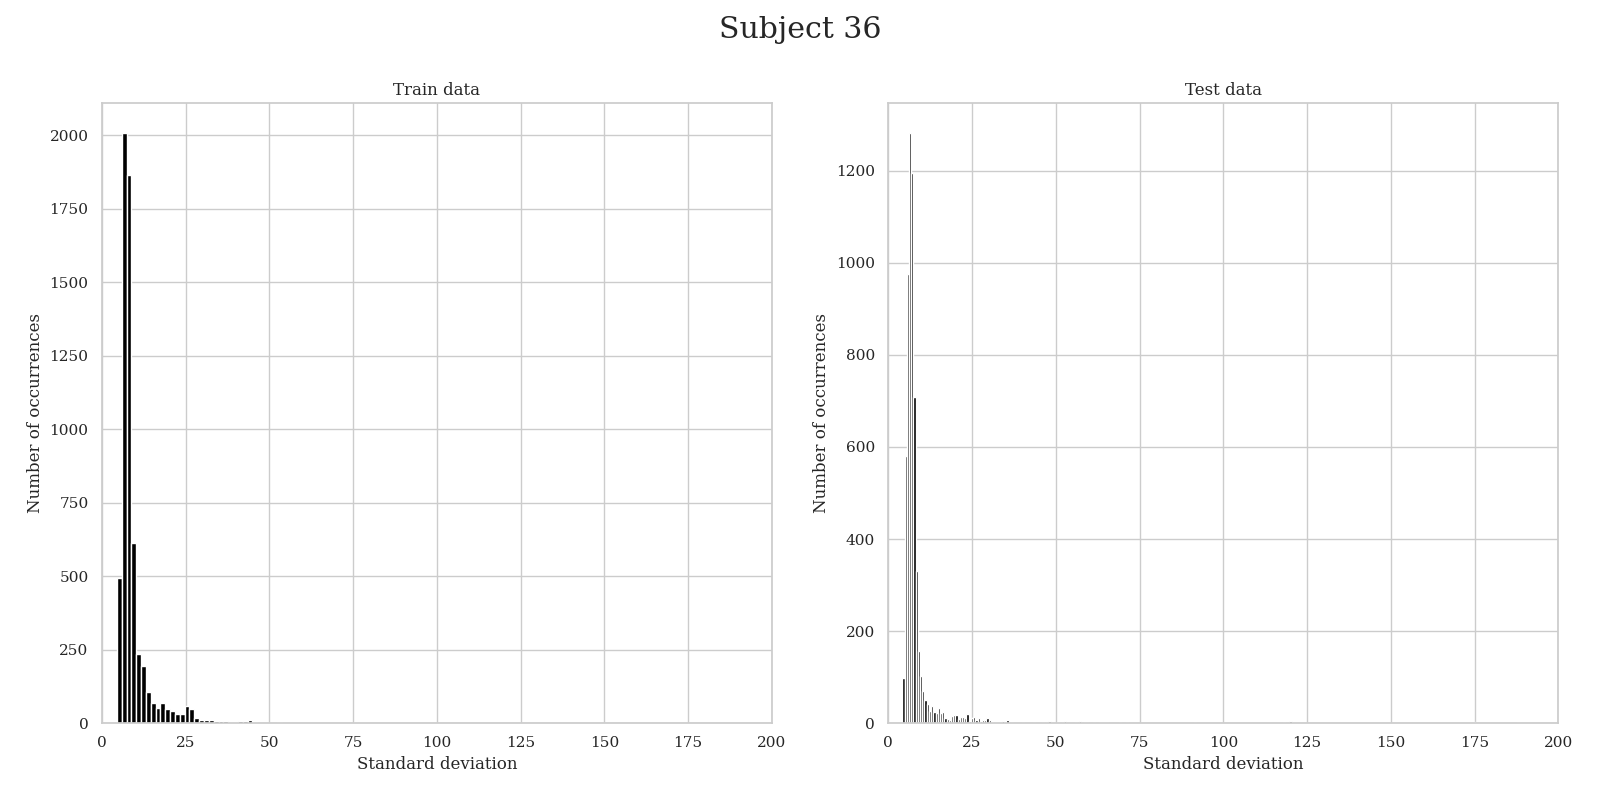 Subject 36
Train data
Number of occurrences
2000
1750
1500
1250
1000
750
500
250
0
0 25 50 75 100 125 150 175 200
Standard deviation
Test data
Number of occurrences
1200
1000
800
600
400
200
0
0 25 50 75 100 125 150 175 200
Standard deviation